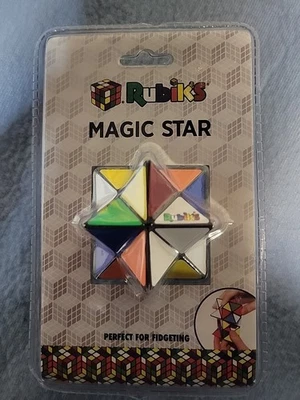 Rubik's
MAGIC STAR
Rubik's
PERFECT FOR FIDGETING